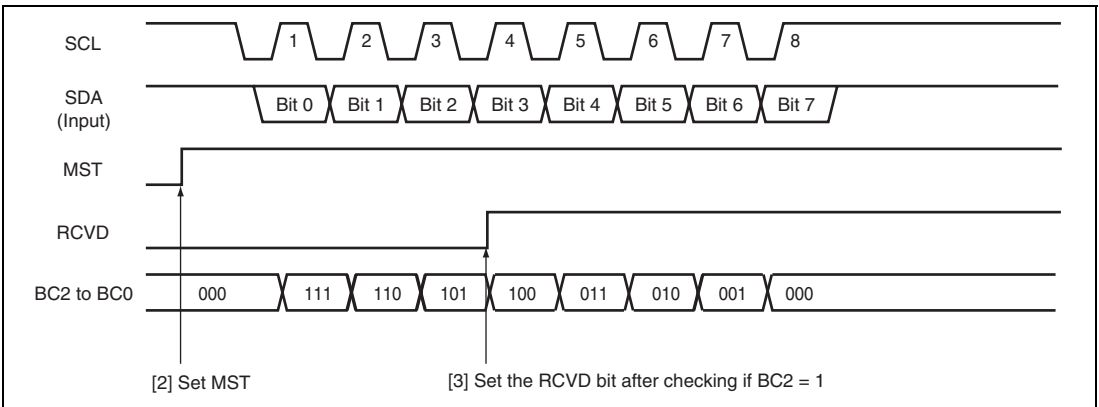 SCL 1 2 3 4 5 6 7 8
SDA
(Input)
Bit 0 Bit 1 Bit 2 Bit 3 Bit 4 Bit 5 Bit 6 Bit 7
MST
RCVD
BC2 to BC0 000 111 110 101 100 011 010 001 000
[2] Set MST [3] Set the RCVD bit after checking if BC2 = 1